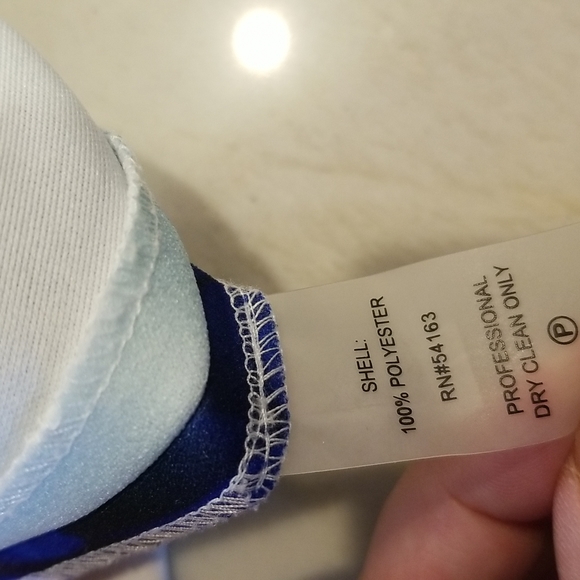 SHELL:
100% POLYESTER
RN#54163
PROFESSIONAL
DRY CLEAN ONLY
P